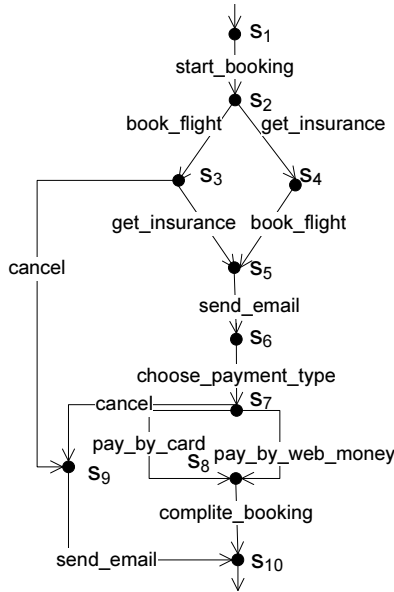 s1
start_booking
s2
book_flight
get_insurance
s3
s4
get_insurance
book_flight
cancel
s5
send_email
s6
choose_payment_type
cancel
s7
pay_by_card
s8
pay_by_web_money
s9
complite_booking
send_email
s10